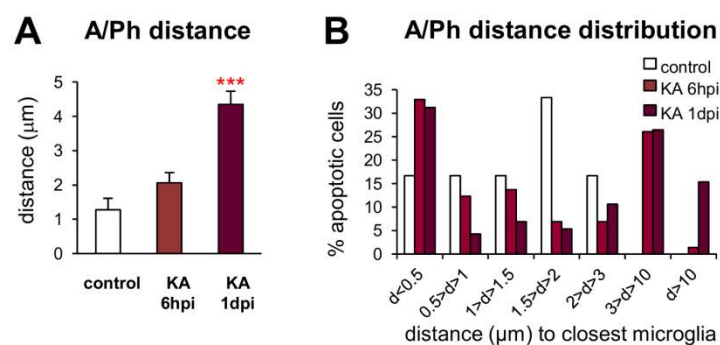 A
A/Ph distance
distance (μm)
5
4
3
2
1
0
***
control
KA
6hpi
KA
1dpi
B
A/Ph distance distribution
control
KA 6hpi
KA 1dpi
% apoptotic cells
35
30
25
20
15
10
5
0
d<0.5
0.5>d>1
1>d>1.5
1.5>d>2
2>d>3
3>d>10
d>10
distance (μm) to closest microglia